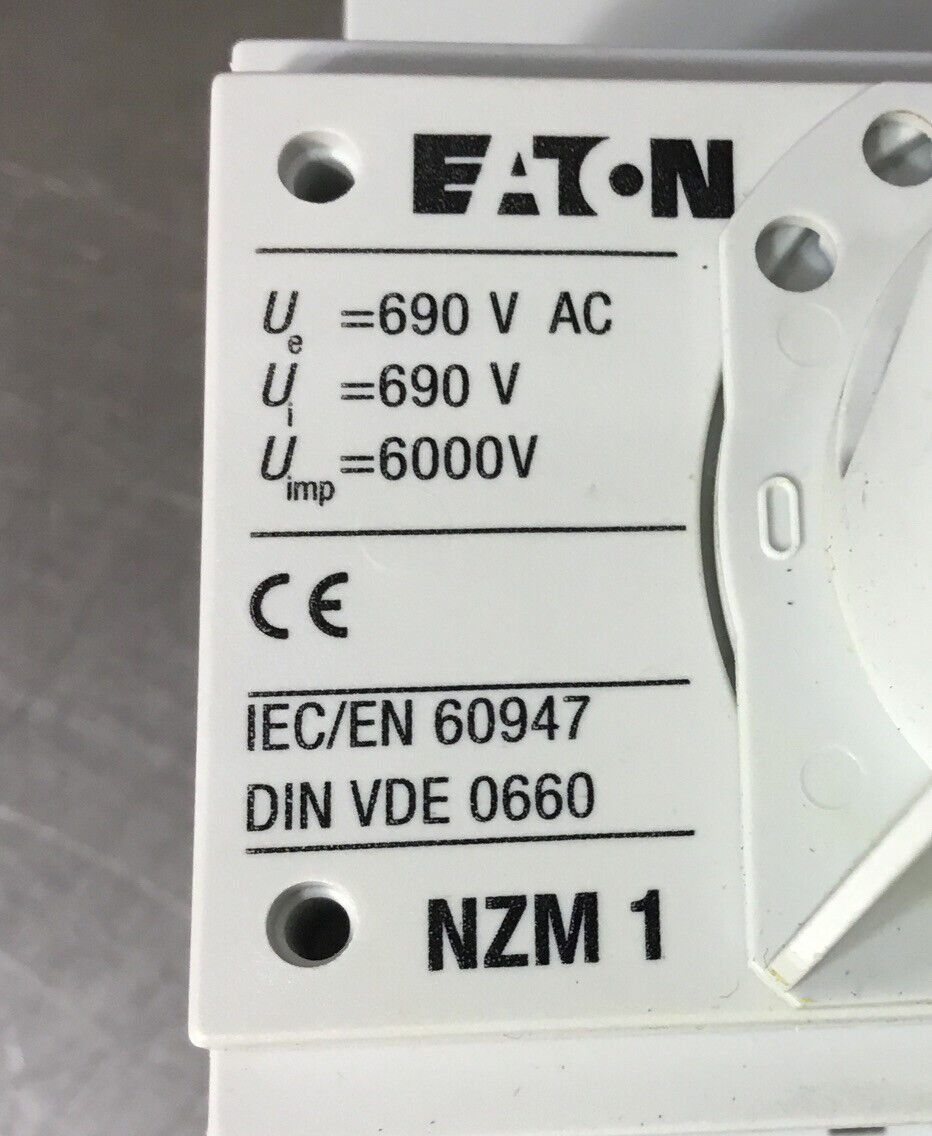 EATON
Ue =690 V AC
Ui =690 V
Uimp=6000V
CE
IEC/EN 60947
DIN VDE 0660
NZM 1